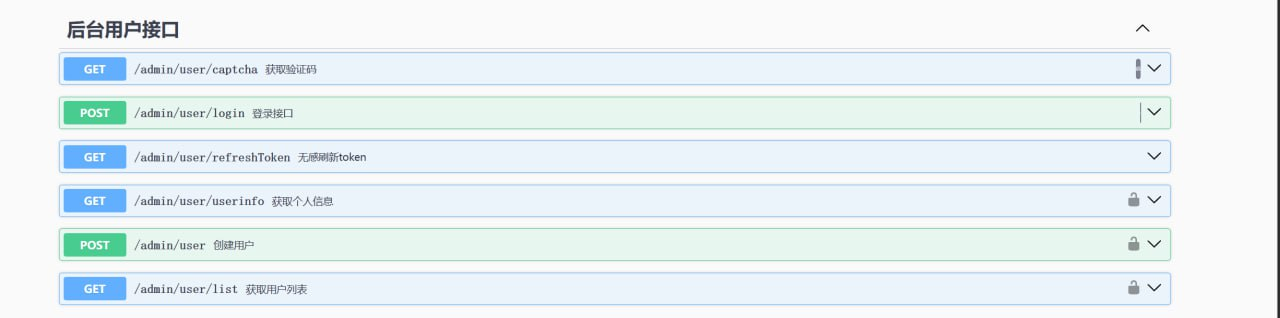 后台用户接口
GET /admin/user/captcha 获取验证码
POST /admin/user/login 登录接口
GET /admin/user/refreshToken 无感刷新token
GET /admin/user/userinfo 获取个人信息
POST /admin/user 创建用户
GET /admin/user/list 获取用户列表